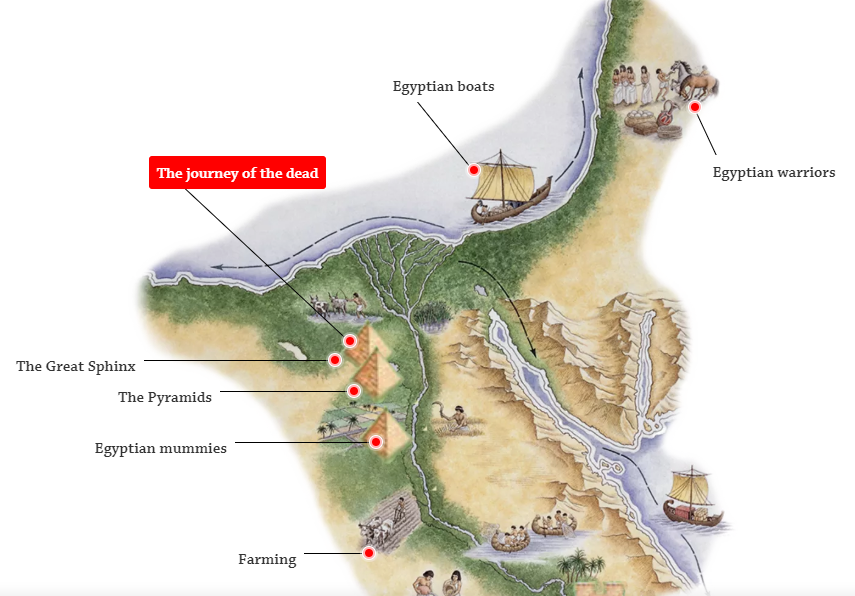 Egyptian boats
The journey of the dead
Egyptian warriors
The Great Sphinx
The Pyramids
Egyptian mummies
Farming